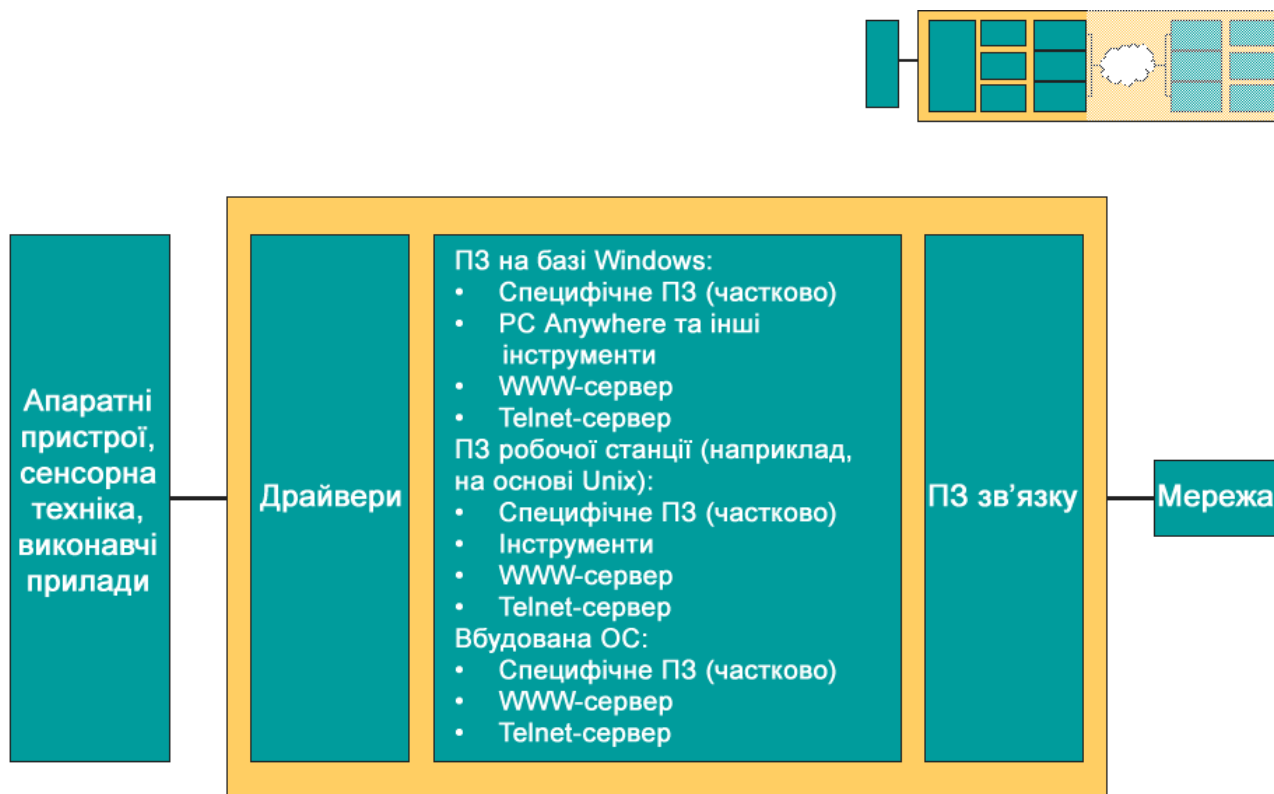 Апаратні
пристрої,
сенсорна
техніка,
виконавчі
прилади
Драйвери
ПЗ на базі Windows:
• Специфічне ПЗ (частково)
• PC Anywhere та інші
інструменти
• WWW-сервер
• Telnet-сервер
ПЗ робочої станції (наприклад,
на основі Unix):
• Специфічне ПЗ (частково)
• Інструменти
• WWW-сервер
• Telnet-сервер
Вбудована ОС:
• Специфічне ПЗ (частково)
• WWW-сервер
• Telnet-сервер
ПЗ зв’язку
Мережа